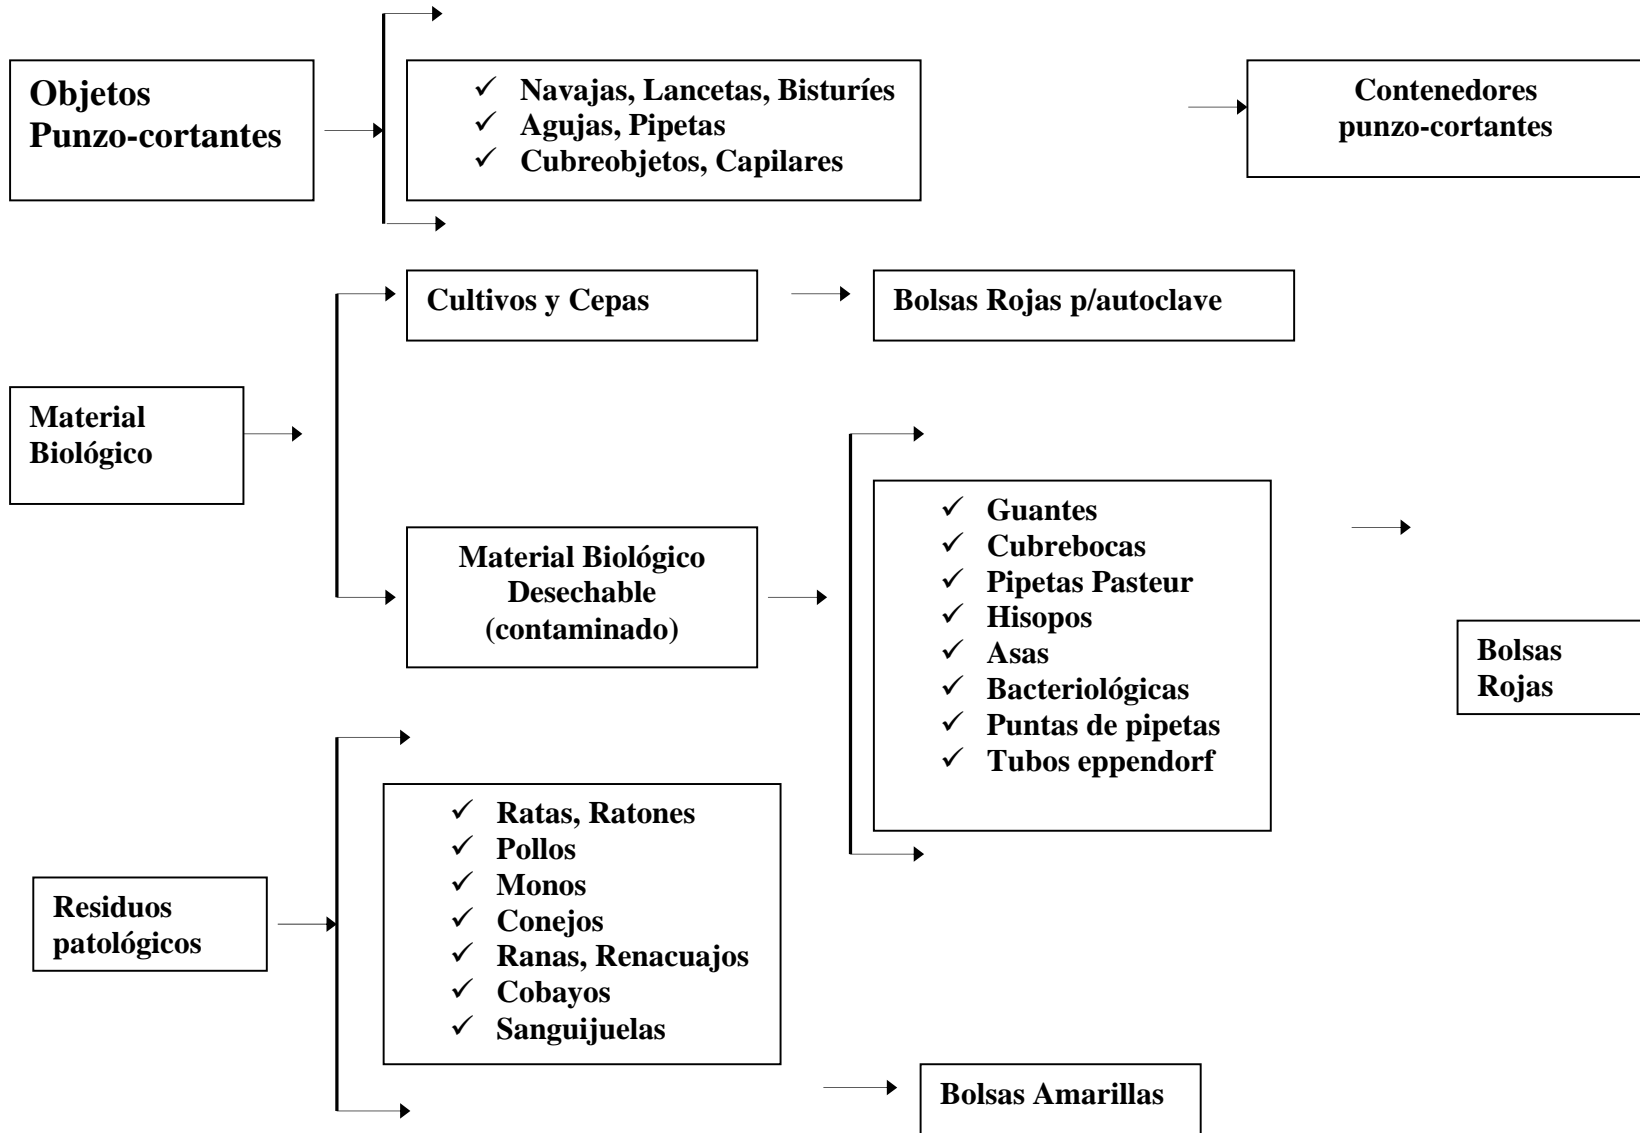 Objetos
Punzo-cortantes
✓ Navajas, Lancetas, Bisturíes
✓ Agujas, Pipetas
✓ Cubreobjetos, Capilares
Contenedores
punzo-cortantes
Cultivos y Cepas
Bolsas Rojas p/autoclave
Material
Biológico
Material Biológico
Desechable
(contaminado)
✓ Guantes
✓ Cubrebocas
✓ Pipetas Pasteur
✓ Hisopos
✓ Asas
✓ Bacteriológicas
✓ Puntas de pipetas
✓ Tubos eppendorf
Bolsas
Rojas
Residuos
patológicos
✓ Ratas, Ratones
✓ Pollos
✓ Monos
✓ Conejos
✓ Ranas, Renacuajos
✓ Cobayos
✓ Sanguijuelas
Bolsas Amarillas